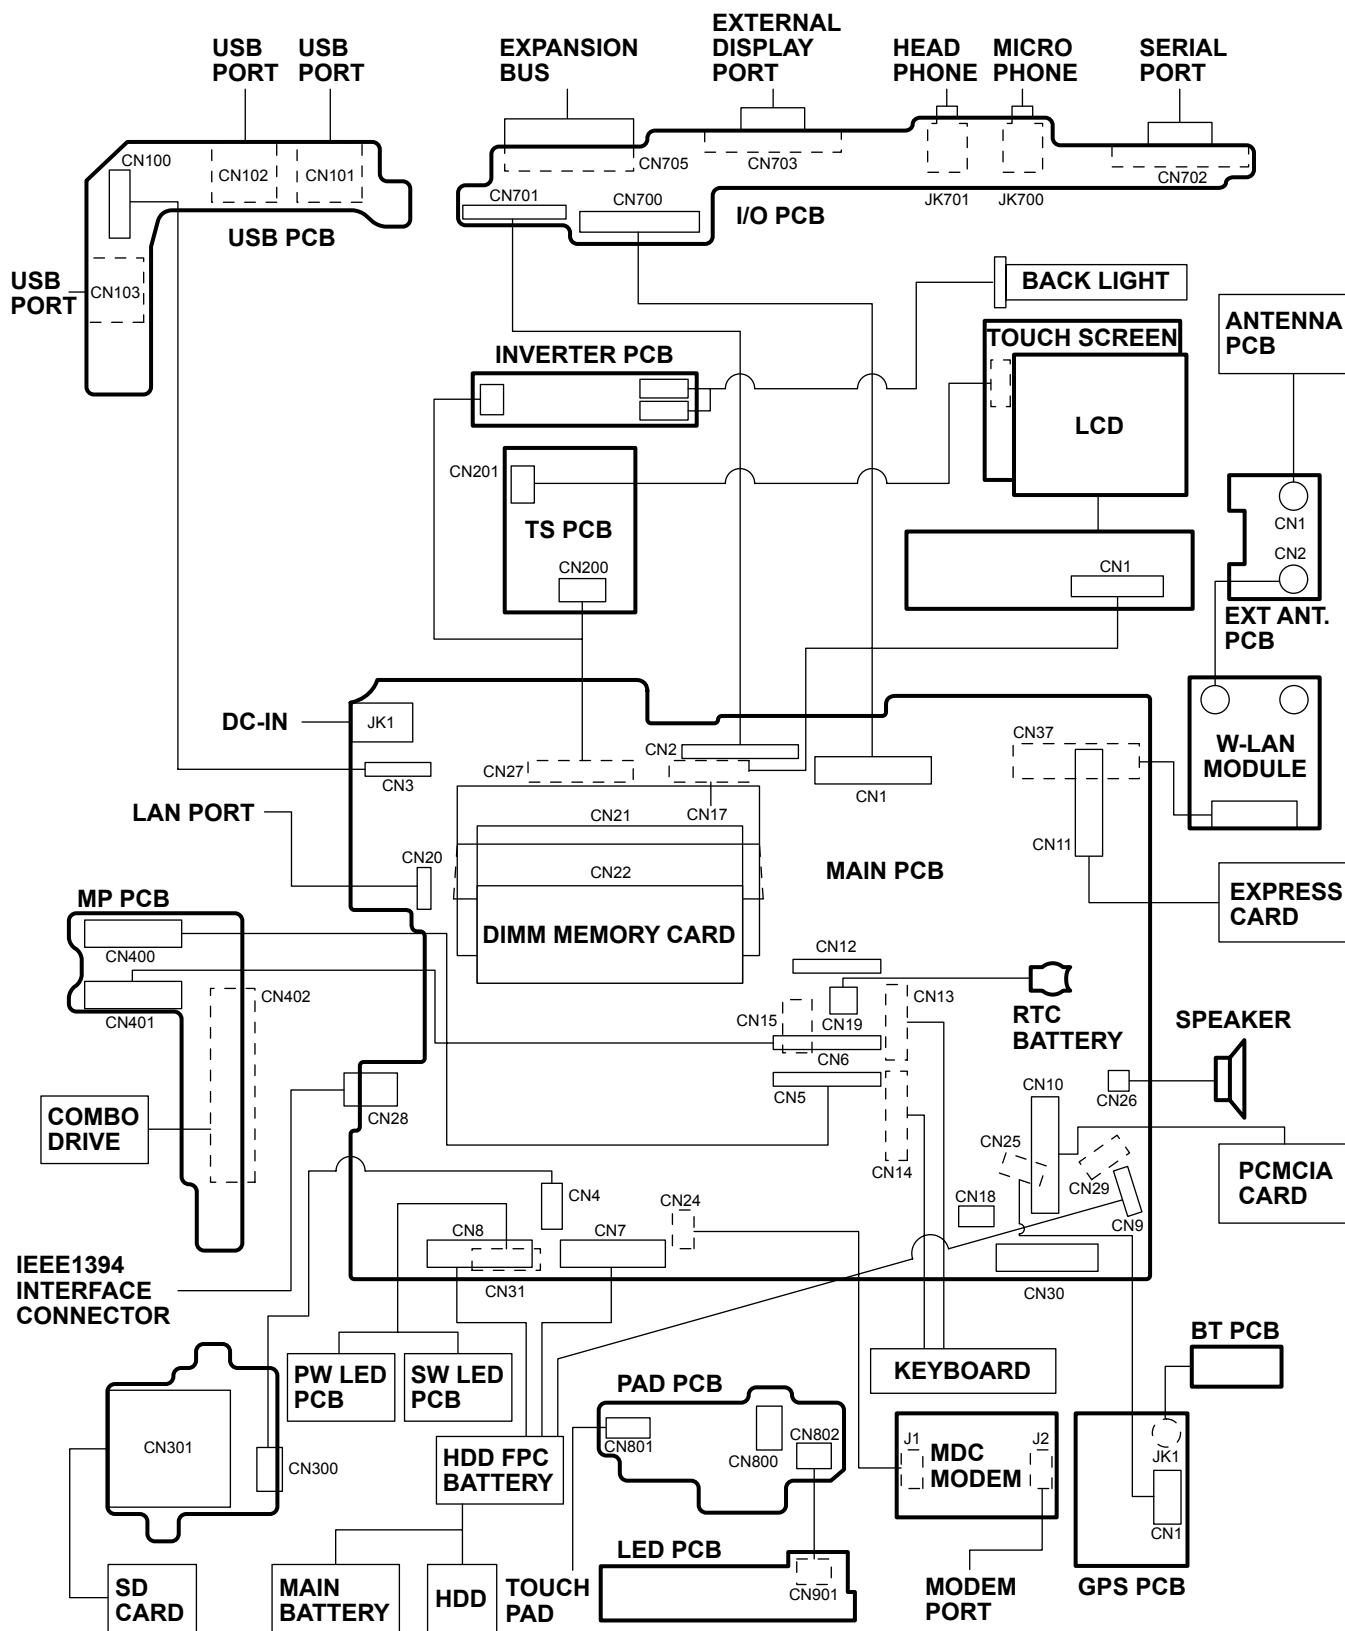 USB
PORT
USB
PORT
EXPANSION
BUS
EXTERNAL
DISPLAY
PORT
HEAD
PHONE
MICRO
PHONE
SERIAL
PORT
CN100
CN102
CN101
CN705
CN703
CN702
CN701
CN700
JK701
JK700
I/O PCB
USB PCB
USB
PORT
CN103
BACK LIGHT
ANTENNA
PCB
INVERTER PCB
TOUCH SCREEN
LCD
CN201
TS PCB
CN200
CN1
CN1
CN2
EXT ANT.
PCB
DC-IN
JK1
CN2
CN37
W-LAN
MODULE
CN3
CN27
CN17
CN1
LAN PORT
CN21
CN11
CN20
CN22
MAIN PCB
MP PCB
EXPRESS
CARD
CN400
DIMM MEMORY CARD
CN12
CN402
CN13
CN401
CN15
CN19
RTC
BATTERY
SPEAKER
CN6
CN5
CN10
CN26
COMBO
DRIVE
CN28
CN25
CN14
CN29
PCMCIA
CARD
CN4
CN24
CN18
CN9
CN8
CN7
IEEE1394
INTERFACE
CONNECTOR
CN31
CN30
BT PCB
PW LED
PCB
SW LED
PCB
PAD PCB
KEYBOARD
CN301
CN300
HDD FPC
BATTERY
CN801
CN800
CN802
J1
MDC
MODEM
J2
JK1
CN1
LED PCB
SD
CARD
MAIN
BATTERY
HDD
TOUCH
PAD
CN901
MODEM
PORT
GPS PCB